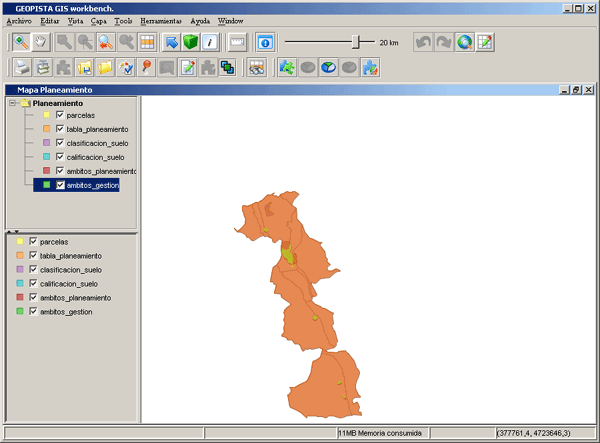 GEOPISTA GIS workbench.
Archivo Editar Vista Capa Tools Herramientas Ayuda Window
20 km
Mapa Planeamiento
Planeamiento
parcelas
tabla_planeamiento
clasificacion_suelo
calificacion_suelo
ambitos_planeamiento
ambitos_gestion
parcelas
tabla_planeamiento
clasificacion_suelo
calificacion_suelo
ambitos_planeamiento
ambitos_gestion
11MB Memoria consumida
(377761,4, 4723646,3)